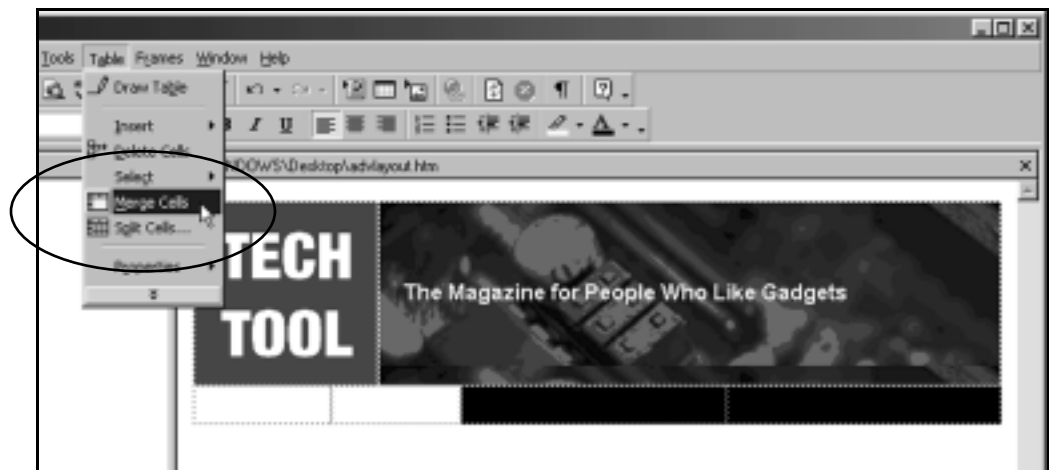 Tools Table Frames Window Help
Draw Table
Insert
B I U
Delete Cells
NDOWS\Desktop\advlayout.htm
Select
Merge Cells
Split Cells...
Properties
TECH
TOOL
The Magazine for People Who Like Gadgets